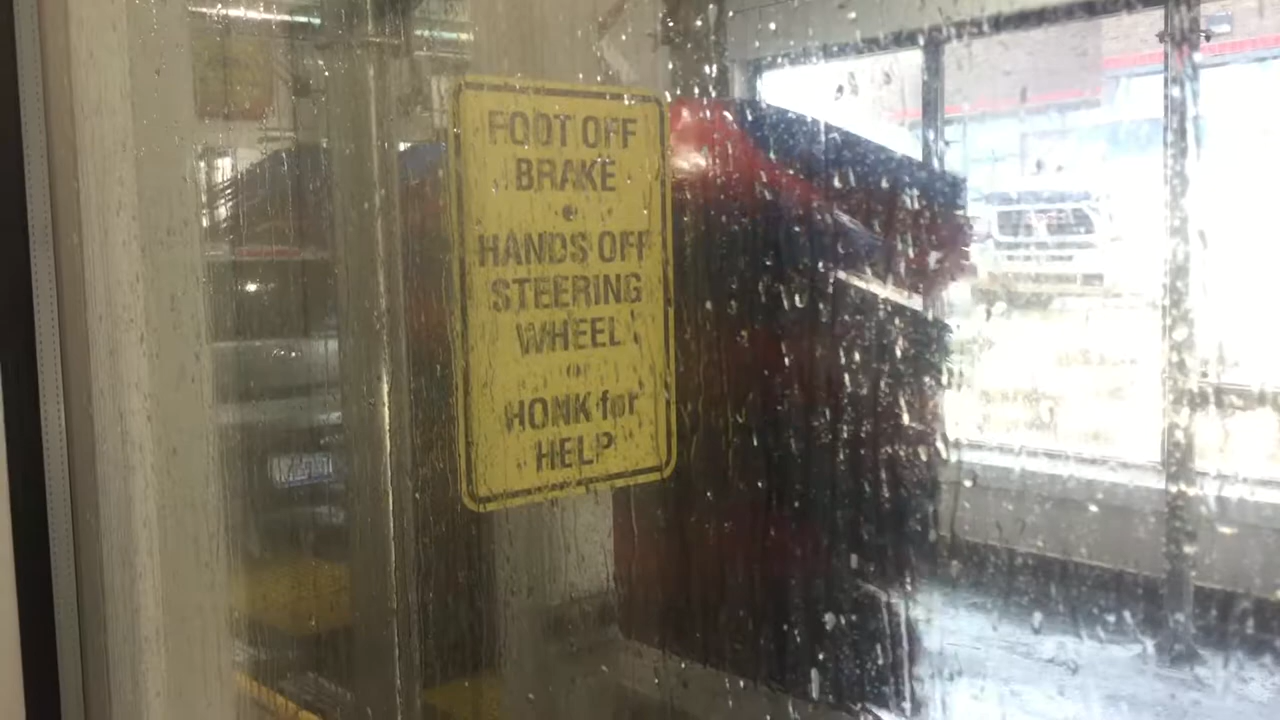 FOOT OFF
BRAKE
•
HANDS OFF
STEERING
WHEEL
•
HONK for
HELP